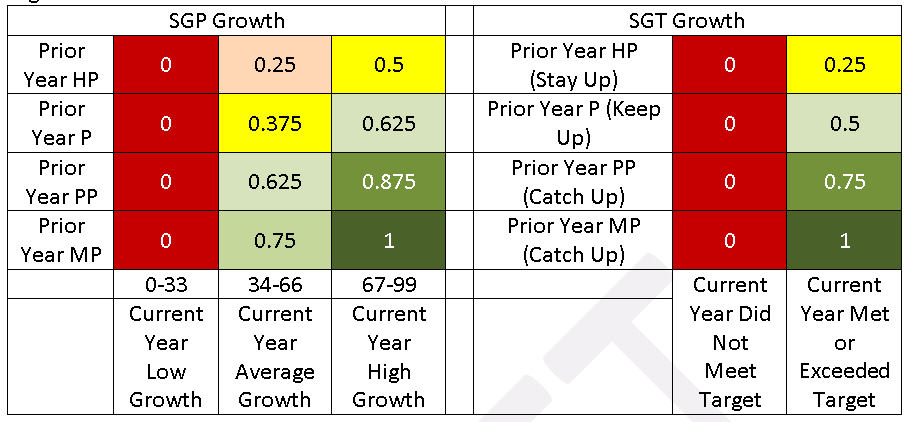 SGP Growth SGT Growth
Prior Year HP 0 0.25 0.5 Prior Year HP (Stay Up) 0 0.25
Prior Year P 0 0.375 0.625 Prior Year P (Keep Up) 0 0.5
Prior Year PP 0 0.625 0.875 Prior Year PP (Catch Up) 0 0.75
Prior Year MP 0 0.75 1 Prior Year MP (Catch Up) 0 1
0-33 34-66 67-99 Current Current
Current Current Current Year Did Year Met
Year Year Year Not or
Low Average High Meet Exceeded
Growth Growth Growth Target Target